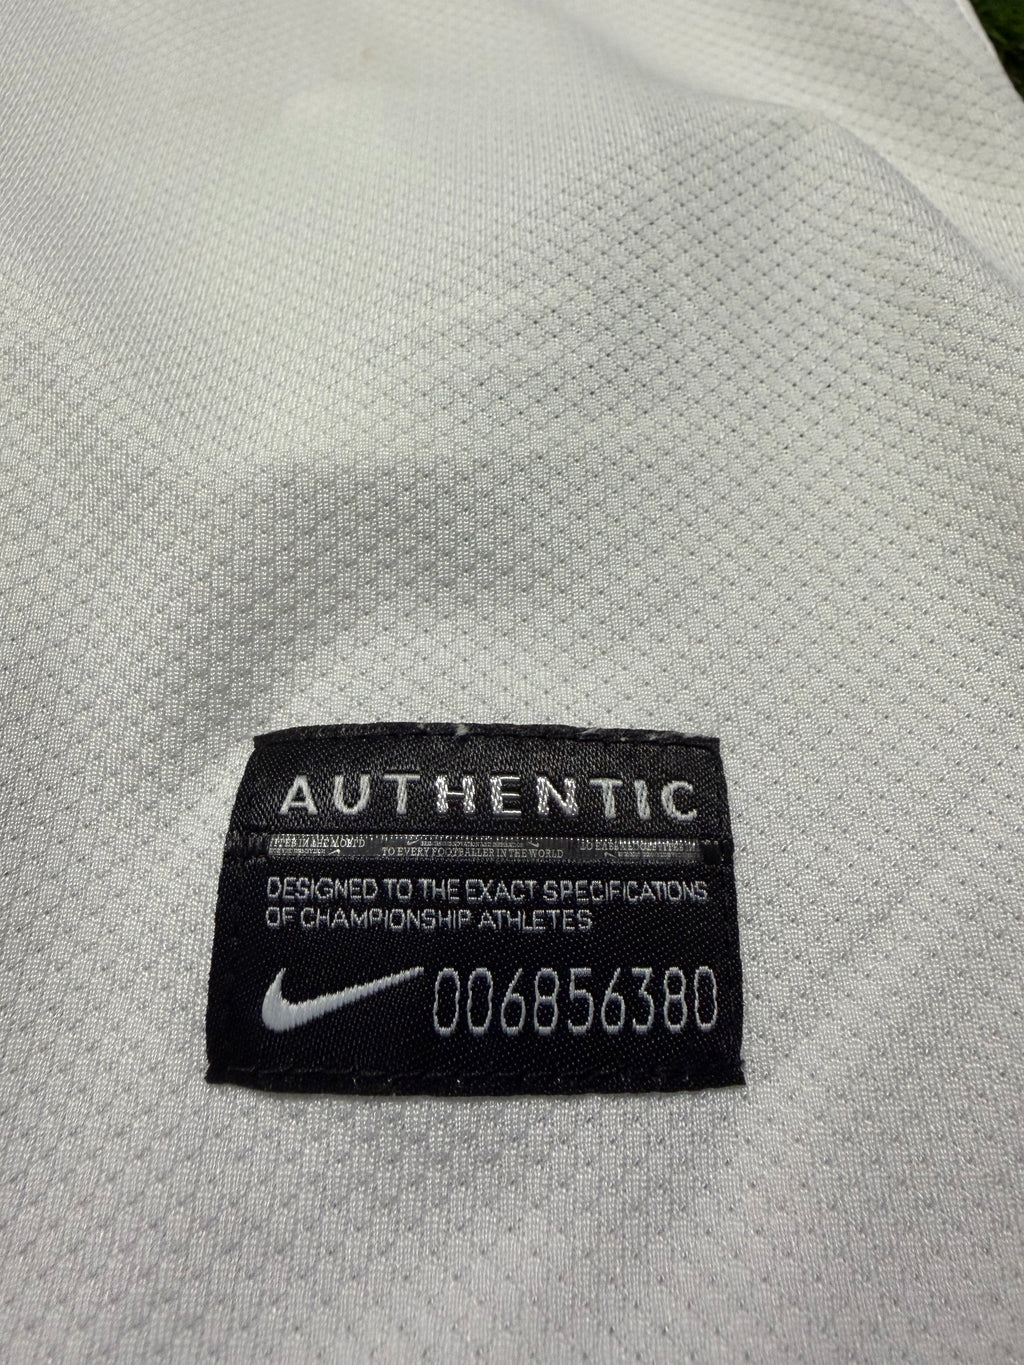 AUTHENTIC
TO EVERY FOOTBALLER IN THE WORLD
DESIGNED TO THE EXACT SPECIFICATIONS
OF CHAMPIONSHIP ATHLETES
006856380